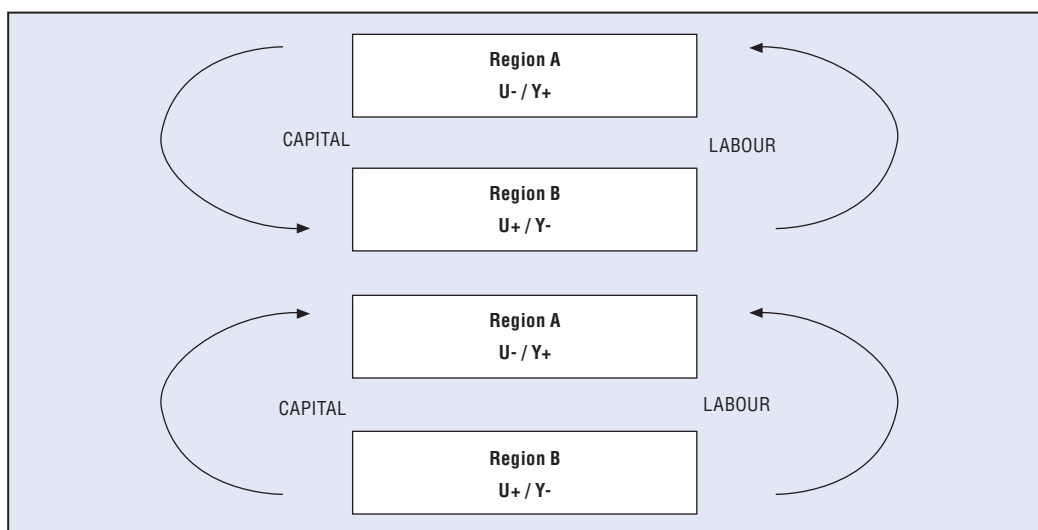 Region A
U- / Y+
CAPITAL
LABOUR
Region B
U+ / Y-
Region A
U- / Y+
CAPITAL
LABOUR
Region B
U+ / Y-